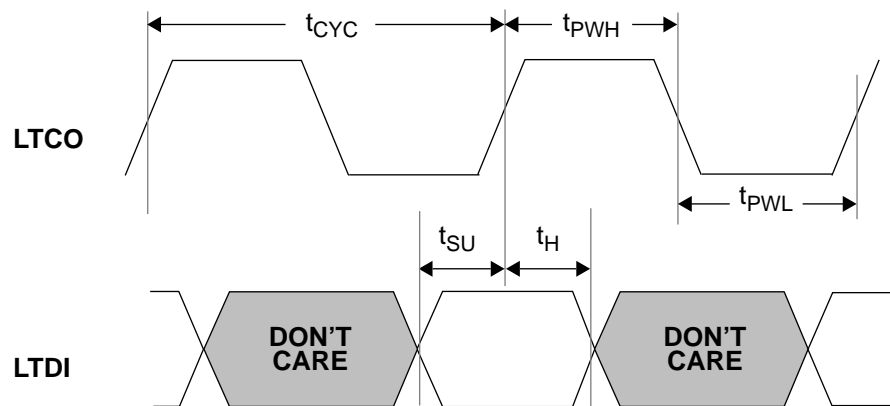 tCYC
tPWH
LTCO
tPWL
tSU
tH
DON'T
CARE
DON'T
CARE
LTDI